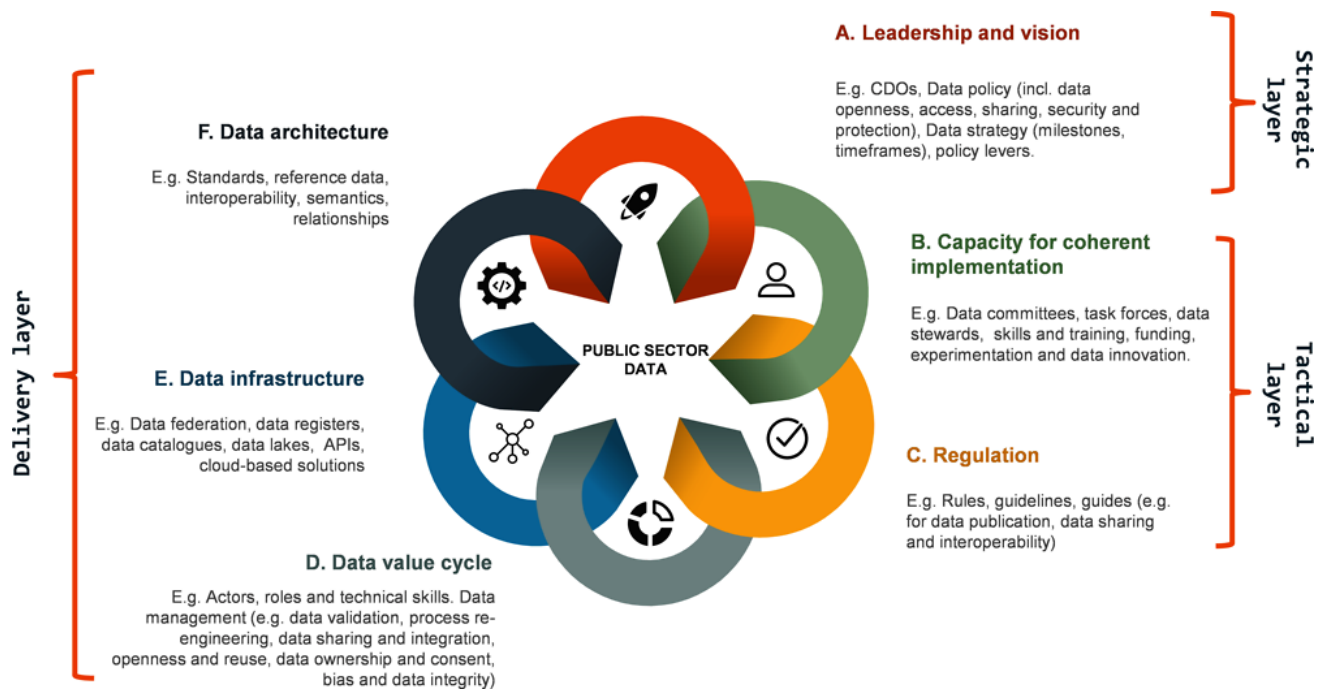 A. Leadership and vision
E.g. CDOs, Data policy (incl. data
openness, access, sharing, security and
protection), Data strategy (milestones,
timeframes), policy levers.
Strategic
layer
B. Capacity for coherent
implementation
E.g. Data committees, task forces, data
stewards, skills and training, funding,
experimentation and data innovation.
C. Regulation
E.g. Rules, guidelines, guides (e.g.
for data publication, data sharing
and interoperability)
Tactical
layer
PUBLIC SECTOR
DATA
</>
Delivery layer
F. Data architecture
E.g. Standards, reference data,
interoperability, semantics,
relationships
E. Data infrastructure
E.g. Data federation, data registers,
data catalogues, data lakes, APIs,
cloud-based solutions
D. Data value cycle
E.g. Actors, roles and technical skills. Data
management (e.g. data validation, process re-
engineering, data sharing and integration,
openness and reuse, data ownership and consent,
bias and data integrity)